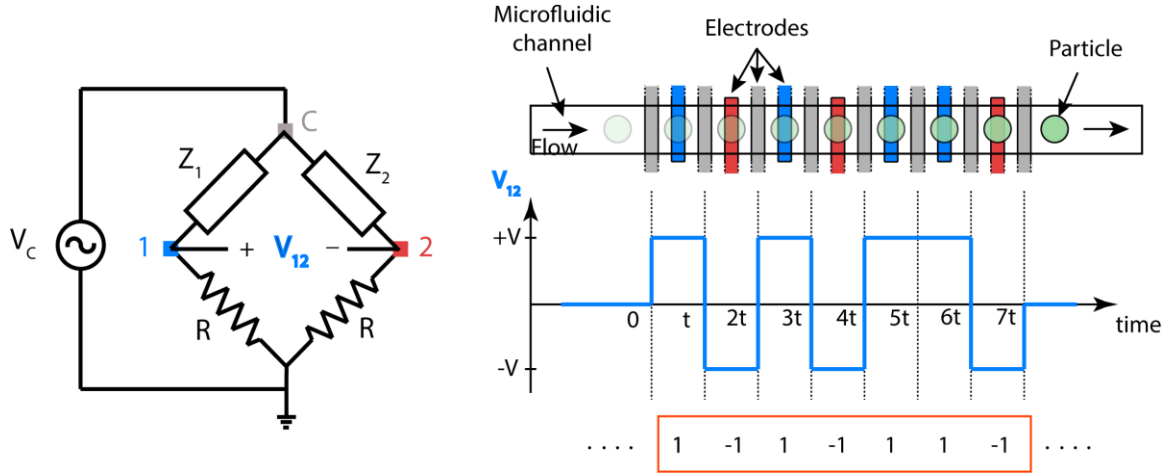 C
Z1
Z2
VC
1
+
V12
−
2
R
R
Microfluidic
channel
Electrodes
Particle
Flow
V12
+V
0
t
2t
3t
4t
5t
6t
7t
time
-V
. . . .
1
-1
1
-1
1
1
-1
. . . .